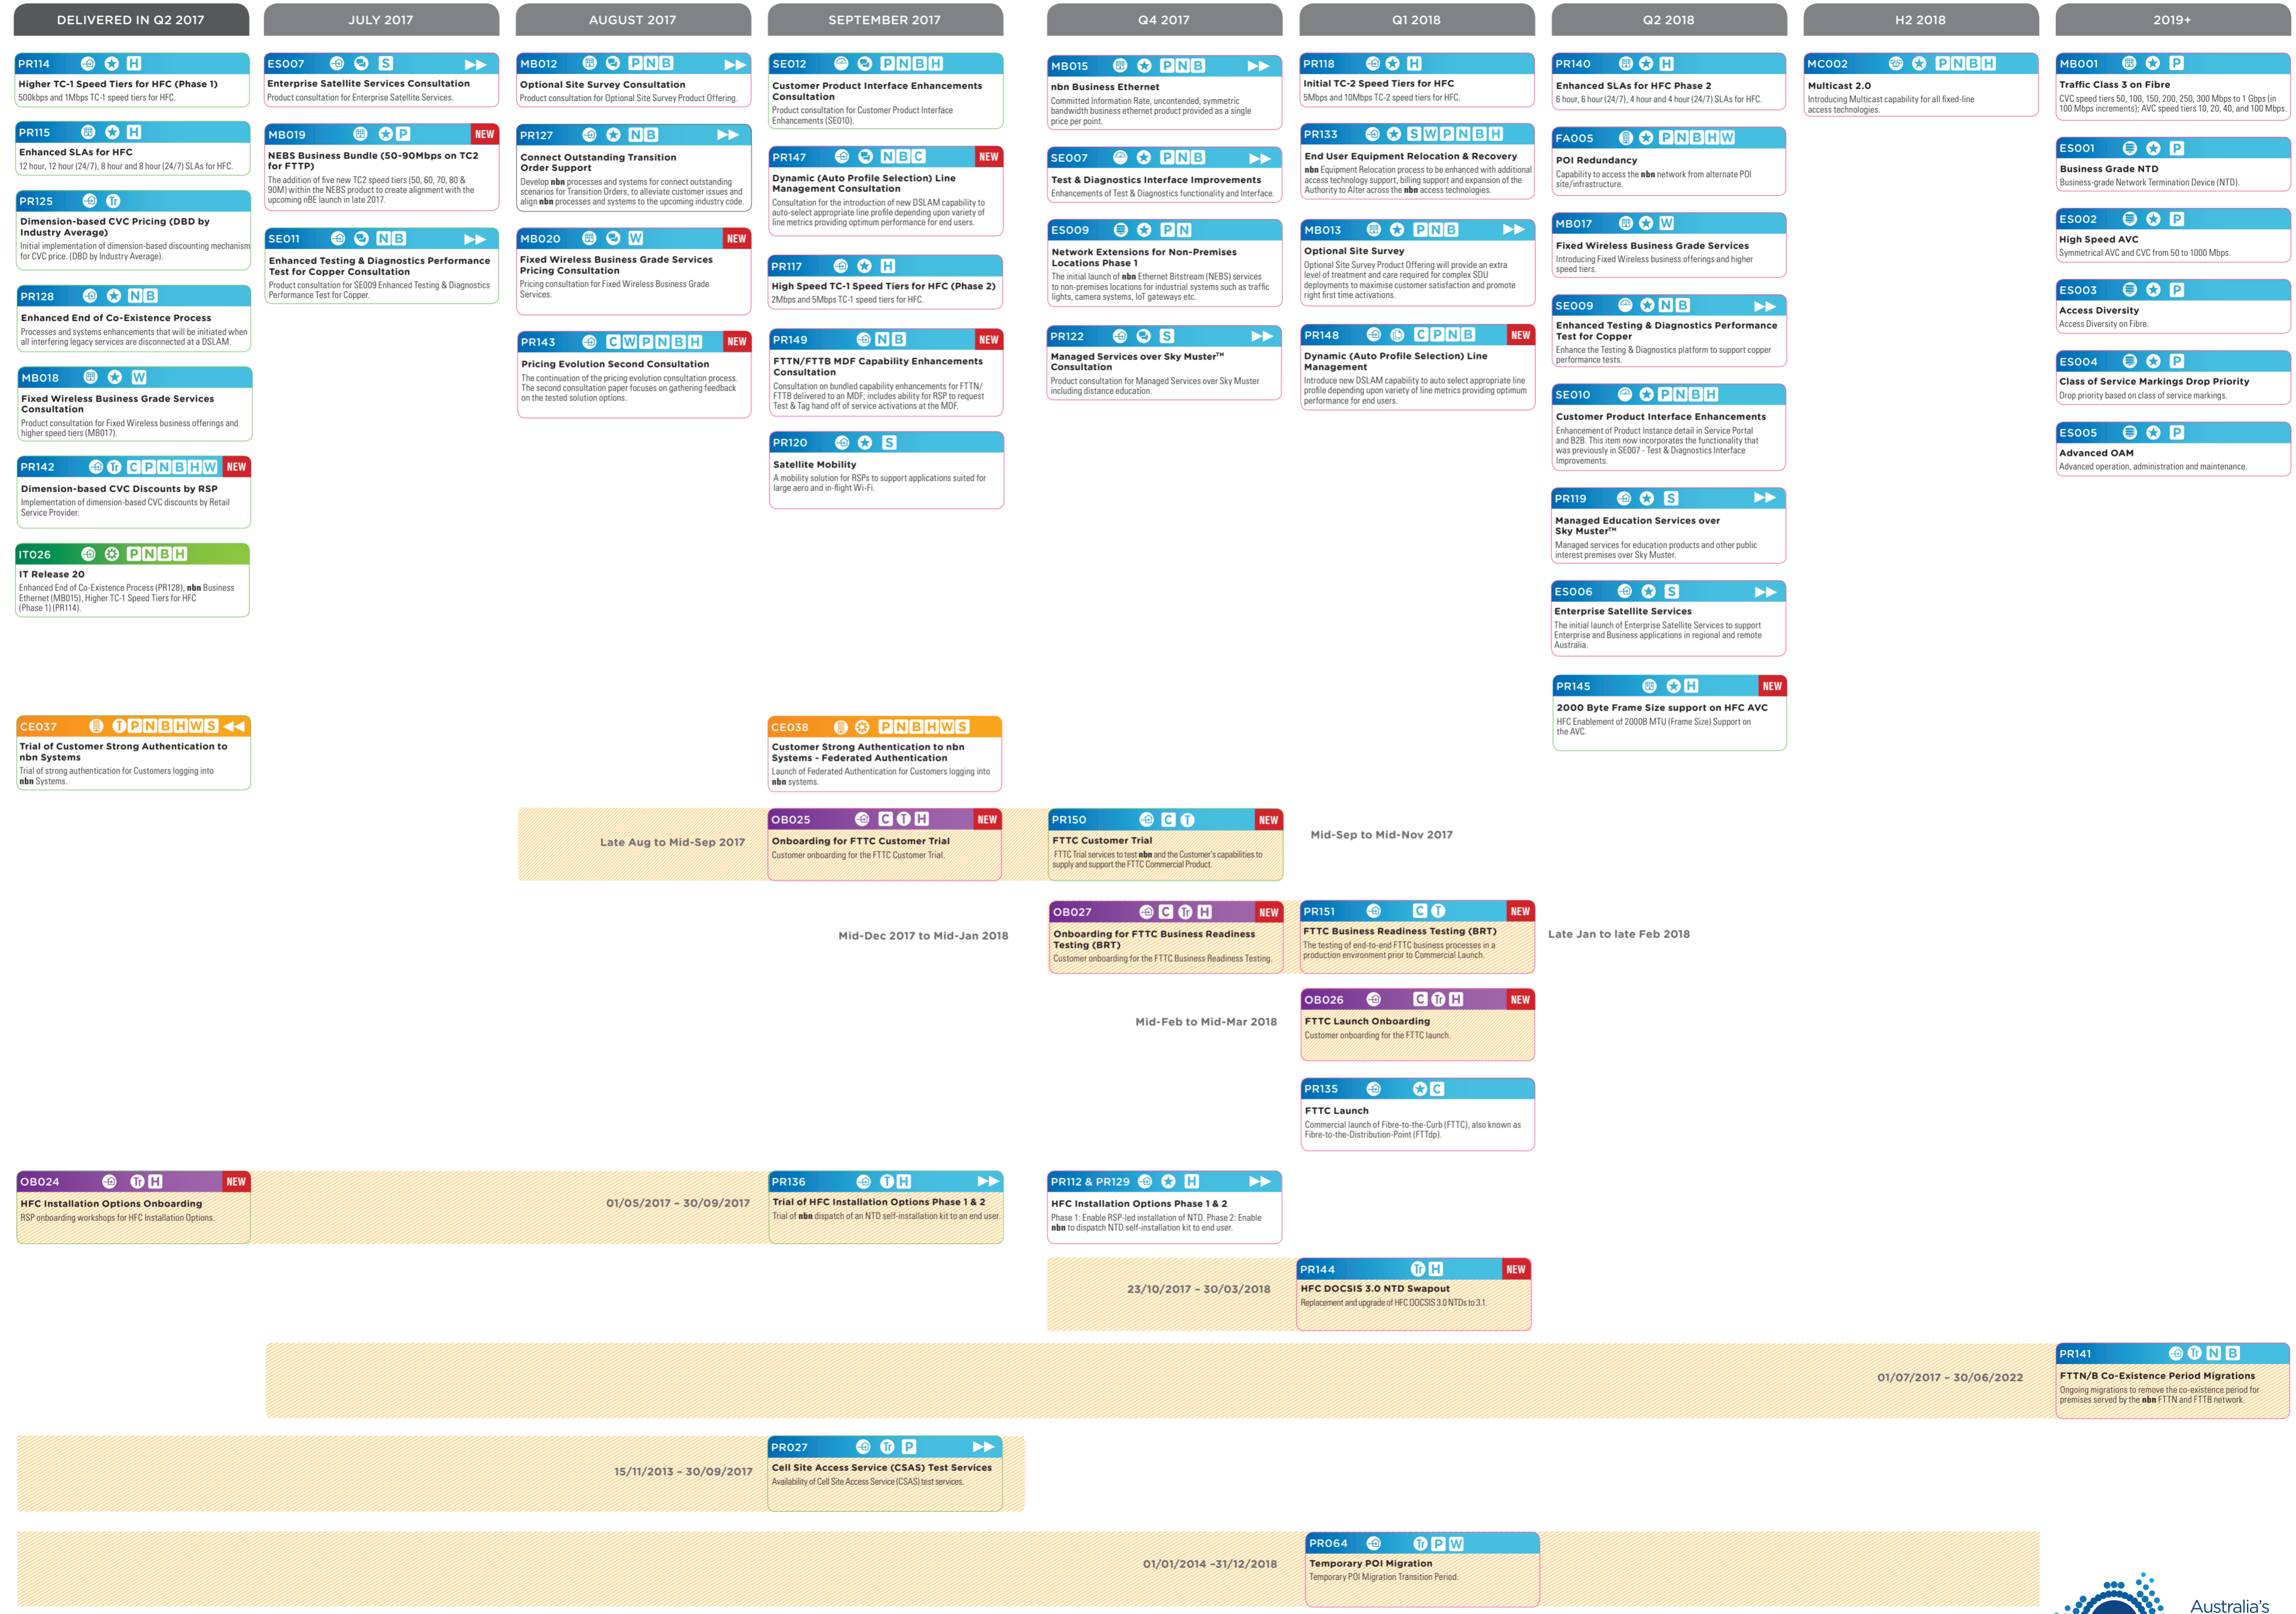 DELIVERED IN Q2 2017
JULY 2017
AUGUST 2017
SEPTEMBER 2017
Q4 2017
Q1 2018
Q2 2018
H2 2018
2019+
PR114 H
Higher TC-1 Speed Tiers for HFC (Phase 1)
500kbps and 1Mbps TC-1 speed tiers for HFC.
PR115 H
Enhanced SLAs for HFC
12 hour, 12 hour (24/7), 8 hour and 8 hour (24/7) SLAs for HFC.
PR125 Tr
Dimension-based CVC Pricing (DBD by
Industry Average)
Initial implementation of dimension-based discounting mechanism
for CVC price. (DBD by Industry Average).
PR128 N B
Enhanced End of Co-Existence Process
Processes and systems enhancements that will be initiated when
all interfering legacy services are disconnected at a DSLAM.
MB018 W
Fixed Wireless Business Grade Services
Consultation
Product consultation for Fixed Wireless business offerings and
higher speed tiers (MB017).
PR142 Tr C P N B H W NEW
Dimension-based CVC Discounts by RSP
Implementation of dimension-based CVC discounts by Retail
Service Provider.
IT026 P N B H
IT Release 20
Enhanced End of Co-Existence Process (PR128), nbn Business
Ethernet (MB015), Higher TC-1 Speed Tiers for HFC
(Phase 1) (PR114).
CE037 T P N B H W S
Trial of Customer Strong Authentication to
nbn Systems
Trial of strong authentication for Customers logging into
nbn Systems.
ES007 S
Enterprise Satellite Services Consultation
Product consultation for Enterprise Satellite Services.
MB019 P NEW
NEBS Business Bundle (50-90Mbps on TC2
for FTTP)
The addition of five new TC2 speed tiers (50, 60, 70, 80 &
90M) within the NEBS product to create alignment with the
upcoming nBE launch in late 2017.
SE011 N B
Enhanced Testing & Diagnostics Performance
Test for Copper Consultation
Product consultation for SE009 Enhanced Testing & Diagnostics
Performance Test for Copper.
MB012 P N B
Optional Site Survey Consultation
Product consultation for Optional Site Survey Product Offering.
PR127 N B
Connect Outstanding Transition
Order Support
Develop nbn processes and systems for connect outstanding
scenarios for Transition Orders, to alleviate customer issues and
align nbn processes and systems to the upcoming industry code.
MB020 W NEW
Fixed Wireless Business Grade Services
Pricing Consultation
Pricing consultation for Fixed Wireless Business Grade
Services.
PR143 C W P N B H NEW
Pricing Evolution Second Consultation
The continuation of the pricing evolution consultation process.
The second consultation paper focuses on gathering feedback
on the tested solution options.
SE012 P N B H
Customer Product Interface Enhancements
Consultation
Product consultation for Customer Product Interface
Enhancements (SE010).
PR147 N B C NEW
Dynamic (Auto Profile Selection) Line
Management Consultation
Consultation for the introduction of new DSLAM capability to
auto-select appropriate line profile depending upon variety of
line metrics providing optimum performance for end users.
PR117 H
High Speed TC-1 Speed Tiers for HFC (Phase 2)
2Mbps and 5Mbps TC-1 speed tiers for HFC.
PR149 N B NEW
FTTN/FTTB MDF Capability Enhancements
Consultation
Consultation on bundled capability enhancements for FTTN/
FTTB delivered to an MDF; includes ability for RSP to request
Test & Tag hand off of service activations at the MDF.
PR120 S
Satellite Mobility
A mobility solution for RSPs to support applications suited for
large aero and in-flight Wi-Fi.
CE038 P N B H W S
Customer Strong Authentication to nbn
Systems - Federated Authentication
Launch of Federated Authentication for Customers logging into
nbn systems.
MB015 P N B
nbn Business Ethernet
Committed Information Rate, uncontended, symmetric
bandwidth business ethernet product provided as a single
price per point.
SE007 P N B
Test & Diagnostics Interface Improvements
Enhancements of Test & Diagnostics functionality and Interface.
ES009 P N
Network Extensions for Non-Premises
Locations Phase 1
The initial launch of nbn Ethernet Bitstream (NEBS) services
to non-premises locations for industrial systems such as traffic
lights, camera systems, IoT gateways etc.
PR122 S
Managed Services over Sky Muster™
Consultation
Product consultation for Managed Services over Sky Muster
including distance education.
PR118 H
Initial TC-2 Speed Tiers for HFC
5Mbps and 10Mbps TC-2 speed tiers for HFC.
PR133 S W P N B H
End User Equipment Relocation & Recovery
nbn Equipment Relocation process to be enhanced with additional
access technology support, billing support and expansion of the
Authority to Alter across the nbn access technologies.
MB013 P N B
Optional Site Survey
Optional Site Survey Product Offering will provide an extra
level of treatment and care required for complex SDU
deployments to maximise customer satisfaction and promote
right first time activations.
PR148 C P N B NEW
Dynamic (Auto Profile Selection) Line
Management
Introduce new DSLAM capability to auto select appropriate line
profile depending upon variety of line metrics providing optimum
performance for end users.
PR140 H
Enhanced SLAs for HFC Phase 2
6 hour, 6 hour (24/7), 4 hour and 4 hour (24/7) SLAs for HFC.
FA005 P N B H W
POI Redundancy
Capability to access the nbn network from alternate POI
site/infrastructure.
MB017 W
Fixed Wireless Business Grade Services
Introducing Fixed Wireless business offerings and higher
speed tiers.
SE009 N B
Enhanced Testing & Diagnostics Performance
Test for Copper
Enhance the Testing & Diagnostics platform to support copper
performance tests.
SE010 P N B H
Customer Product Interface Enhancements
Enhancement of Product Instance detail in Service Portal
and B2B. This item now incorporates the functionality that
was previously in SE007 - Test & Diagnostics Interface
Improvements.
PR119 S
Managed Education Services over
Sky Muster™
Managed services for education products and other public
interest premises over Sky Muster.
ES006 S
Enterprise Satellite Services
The initial launch of Enterprise Satellite Services to support
Enterprise and Business applications in regional and remote
Australia.
PR145 H NEW
2000 Byte Frame Size support on HFC AVC
HFC Enablement of 2000B MTU (Frame Size) Support on
the AVC.
MC002 P N B H
Multicast 2.0
Introducing Multicast capability for all fixed-line
access technologies.
MB001 P
Traffic Class 3 on Fibre
CVC speed tiers 50, 100, 150, 200, 250, 300 Mbps to 1 Gbps (in
100 Mbps increments); AVC speed tiers 10, 20, 40, and 100 Mbps.
ES001 P
Business Grade NTD
Business-grade Network Termination Device (NTD).
ES002 P
High Speed AVC
Symmetrical AVC and CVC from 50 to 1000 Mbps.
ES003 P
Access Diversity
Access Diversity on Fibre.
ES004 P
Class of Service Markings Drop Priority
Drop priority based on class of service markings.
ES005 P
Advanced OAM
Advanced operation, administration and maintenance.
Late Aug to Mid-Sep 2017
OB025 C T H NEW
Onboarding for FTTC Customer Trial
Customer onboarding for the FTTC Customer Trial.
PR150 C T NEW
FTTC Customer Trial
FTTC Trial services to test nbn and the Customer's capabilities to
supply and support the FTTC Commercial Product.
Mid-Sep to Mid-Nov 2017
Mid-Dec 2017 to Mid-Jan 2018
OB027 C Tr H NEW
Onboarding for FTTC Business Readiness
Testing (BRT)
Customer onboarding for the FTTC Business Readiness Testing.
PR151 C T NEW
FTTC Business Readiness Testing (BRT)
The testing of end-to-end FTTC business processes in a
production environment prior to Commercial Launch.
Late Jan to late Feb 2018
Mid-Feb to Mid-Mar 2018
OB026 C Tr H NEW
FTTC Launch Onboarding
Customer onboarding for the FTTC launch.
PR135 C
FTTC Launch
Commercial launch of Fibre-to-the-Curb (FTTC), also known as
Fibre-to-the-Distribution-Point (FTTdp).
OB024 Tr H NEW
HFC Installation Options Onboarding
RSP onboarding workshops for HFC Installation Options.
01/05/2017 - 30/09/2017
PR136 T H
Trial of HFC Installation Options Phase 1 & 2
Trial of nbn dispatch of an NTD self-installation kit to an end user.
PR112 & PR129 H
HFC Installation Options Phase 1 & 2
Phase 1: Enable RSP-led installation of NTD. Phase 2: Enable
nbn to dispatch NTD self-installation kit to end user.
23/10/2017 - 30/03/2018
PR144 Tr H NEW
HFC DOCSIS 3.0 NTD Swapout
Replacement and upgrade of HFC DOCSIS 3.0 NTDs to 3.1.
01/07/2017 - 30/06/2022
PR141 Tr N B
FTTN/B Co-Existence Period Migrations
Ongoing migrations to remove the co-existence period for
premises served by the nbn FTTN and FTTB network.
15/11/2013 - 30/09/2017
PR027 Tr P
Cell Site Access Service (CSAS) Test Services
Availability of Cell Site Access Service (CSAS) test services.
01/01/2014 -31/12/2018
PR064 Tr P W
Temporary POI Migration
Temporary POI Migration Transition Period.
Australia's